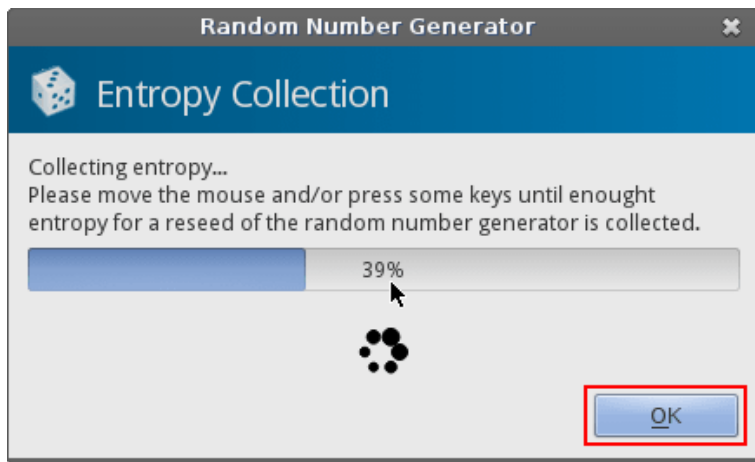 Random Number Generator
Entropy Collection
Collecting entropy...
Please move the mouse and/or press some keys until enought
entropy for a reseed of the random number generator is collected.
39%
OK